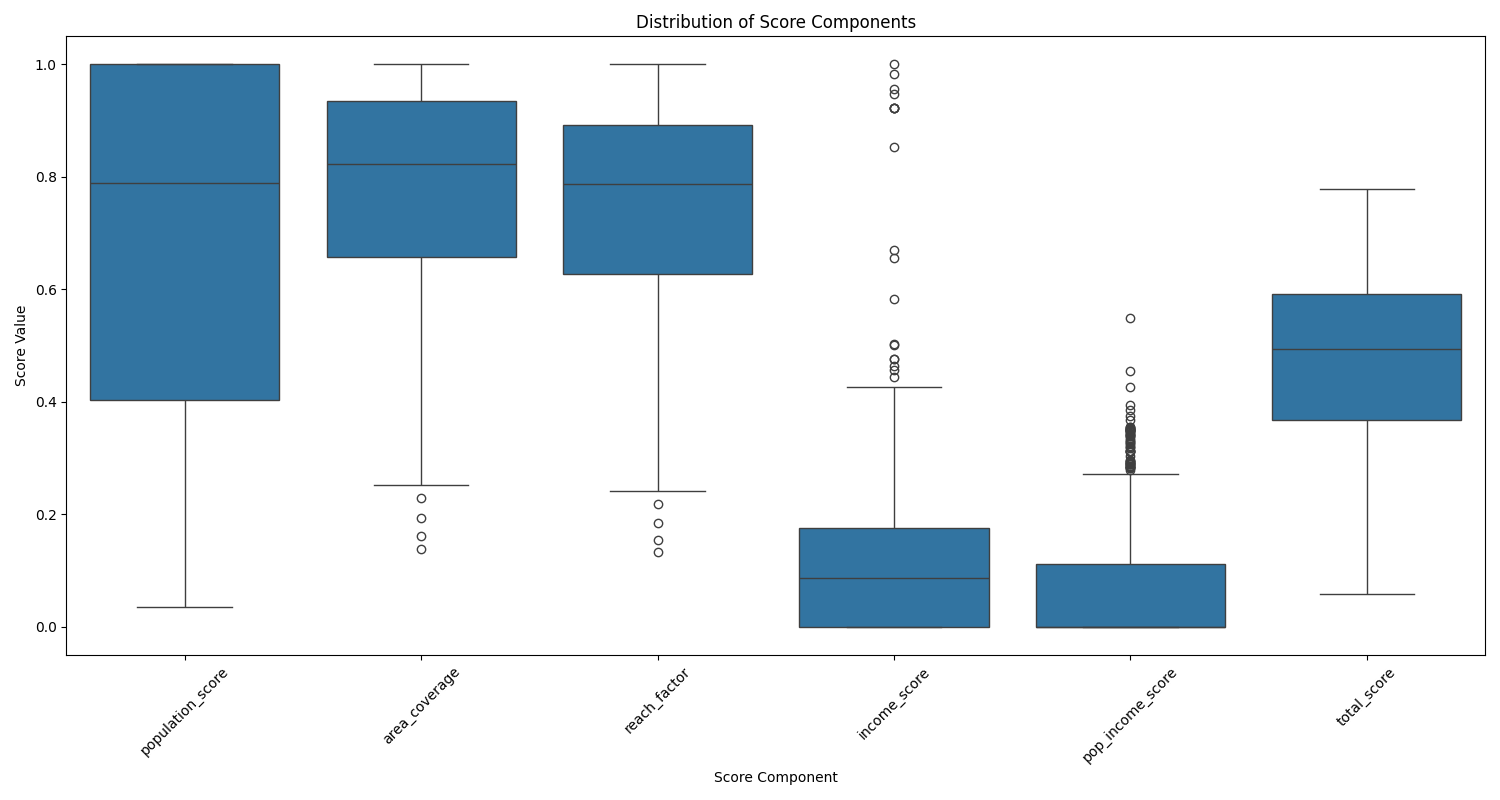 Distribution of Score Components
Score Value
1.0
0.8
0.6
0.4
0.2
0.0
population_score
area_coverage
reach_factor
income_score
pop_income_score
total_score
Score Component